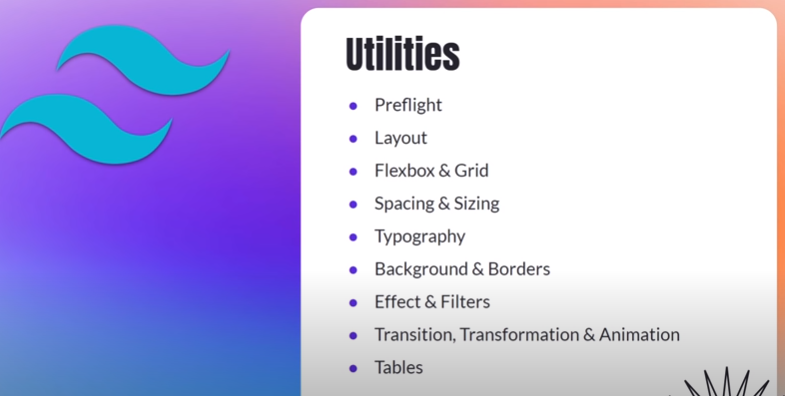 Utilities
Preflight
Layout
Flexbox & Grid
Spacing & Sizing
Typography
Background & Borders
Effect & Filters
Transition, Transformation & Animation
Tables